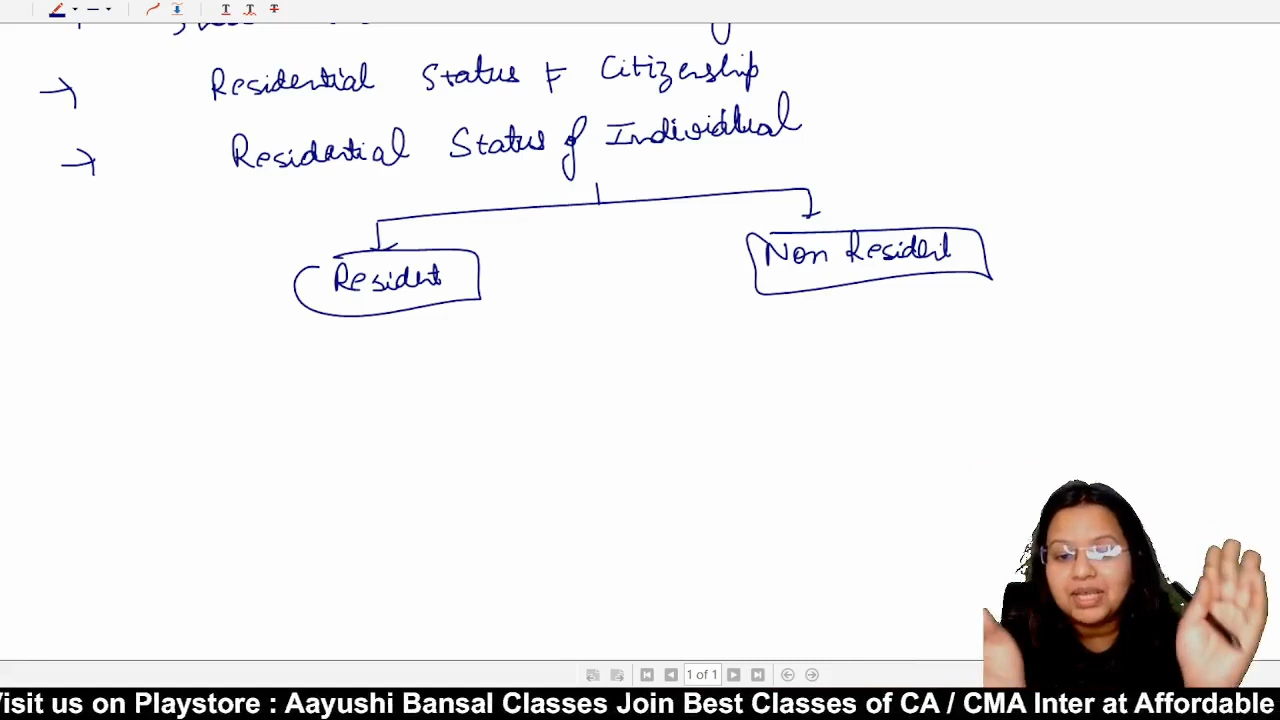 → Residential Status ≠ Citizenship
→ Residential Status of Individual
Resident
Non Resident
1 of 1
Visit us on Playstore : Aayushi Bansal Classes Join Best Classes of CA / CMA Inter at Affordable